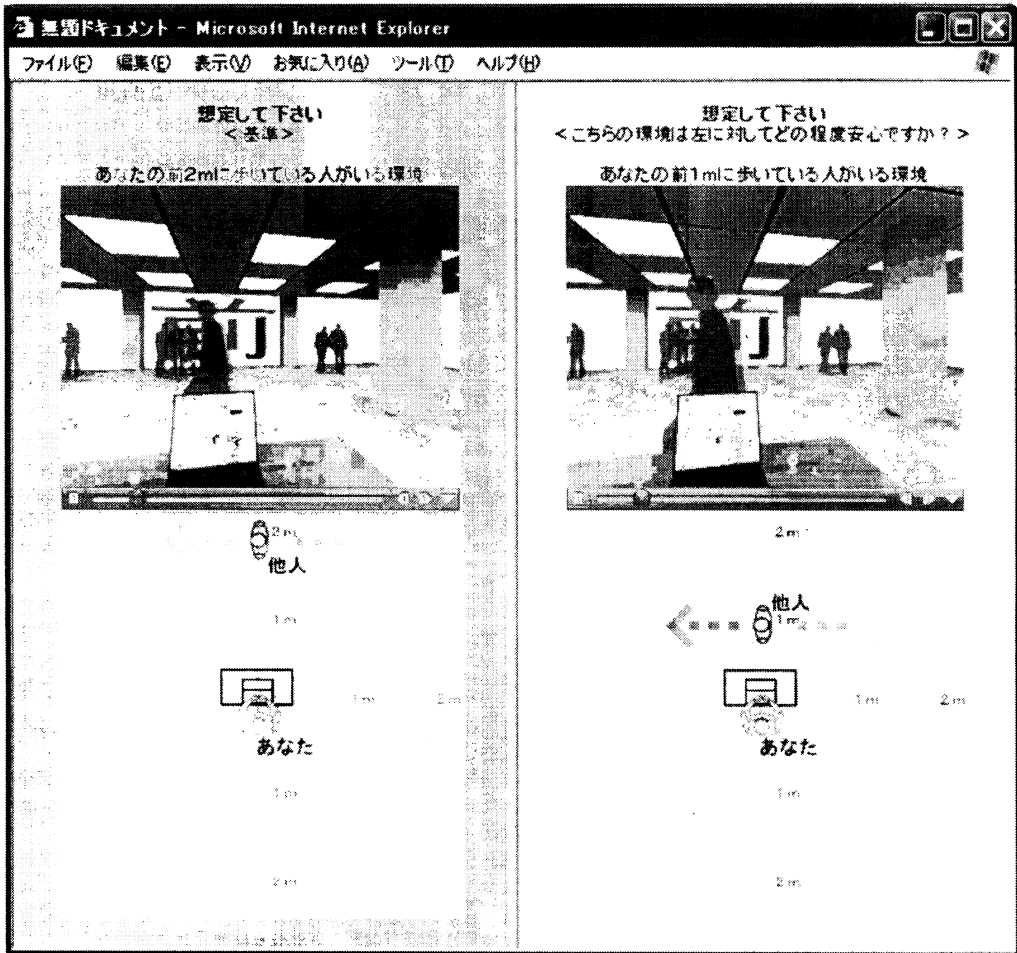 無題ドキュメント - Microsoft Internet Explorer
ファイル(F) 編集(E) 表示(V) お気に入り(A) ツール(T) ヘルプ(H)
想定して下さい
<基準>
あなたの前2mlに歩いている人がいる環境
2m
他人
1m
1m 2m
あなた
1m
2m
想定して下さい
<こちらの環境は左に対してどの程度安心ですか？>
あなたの前1mlに歩いている人がいる環境
2m
他人
1m
1m 2m
あなた
1m
2m